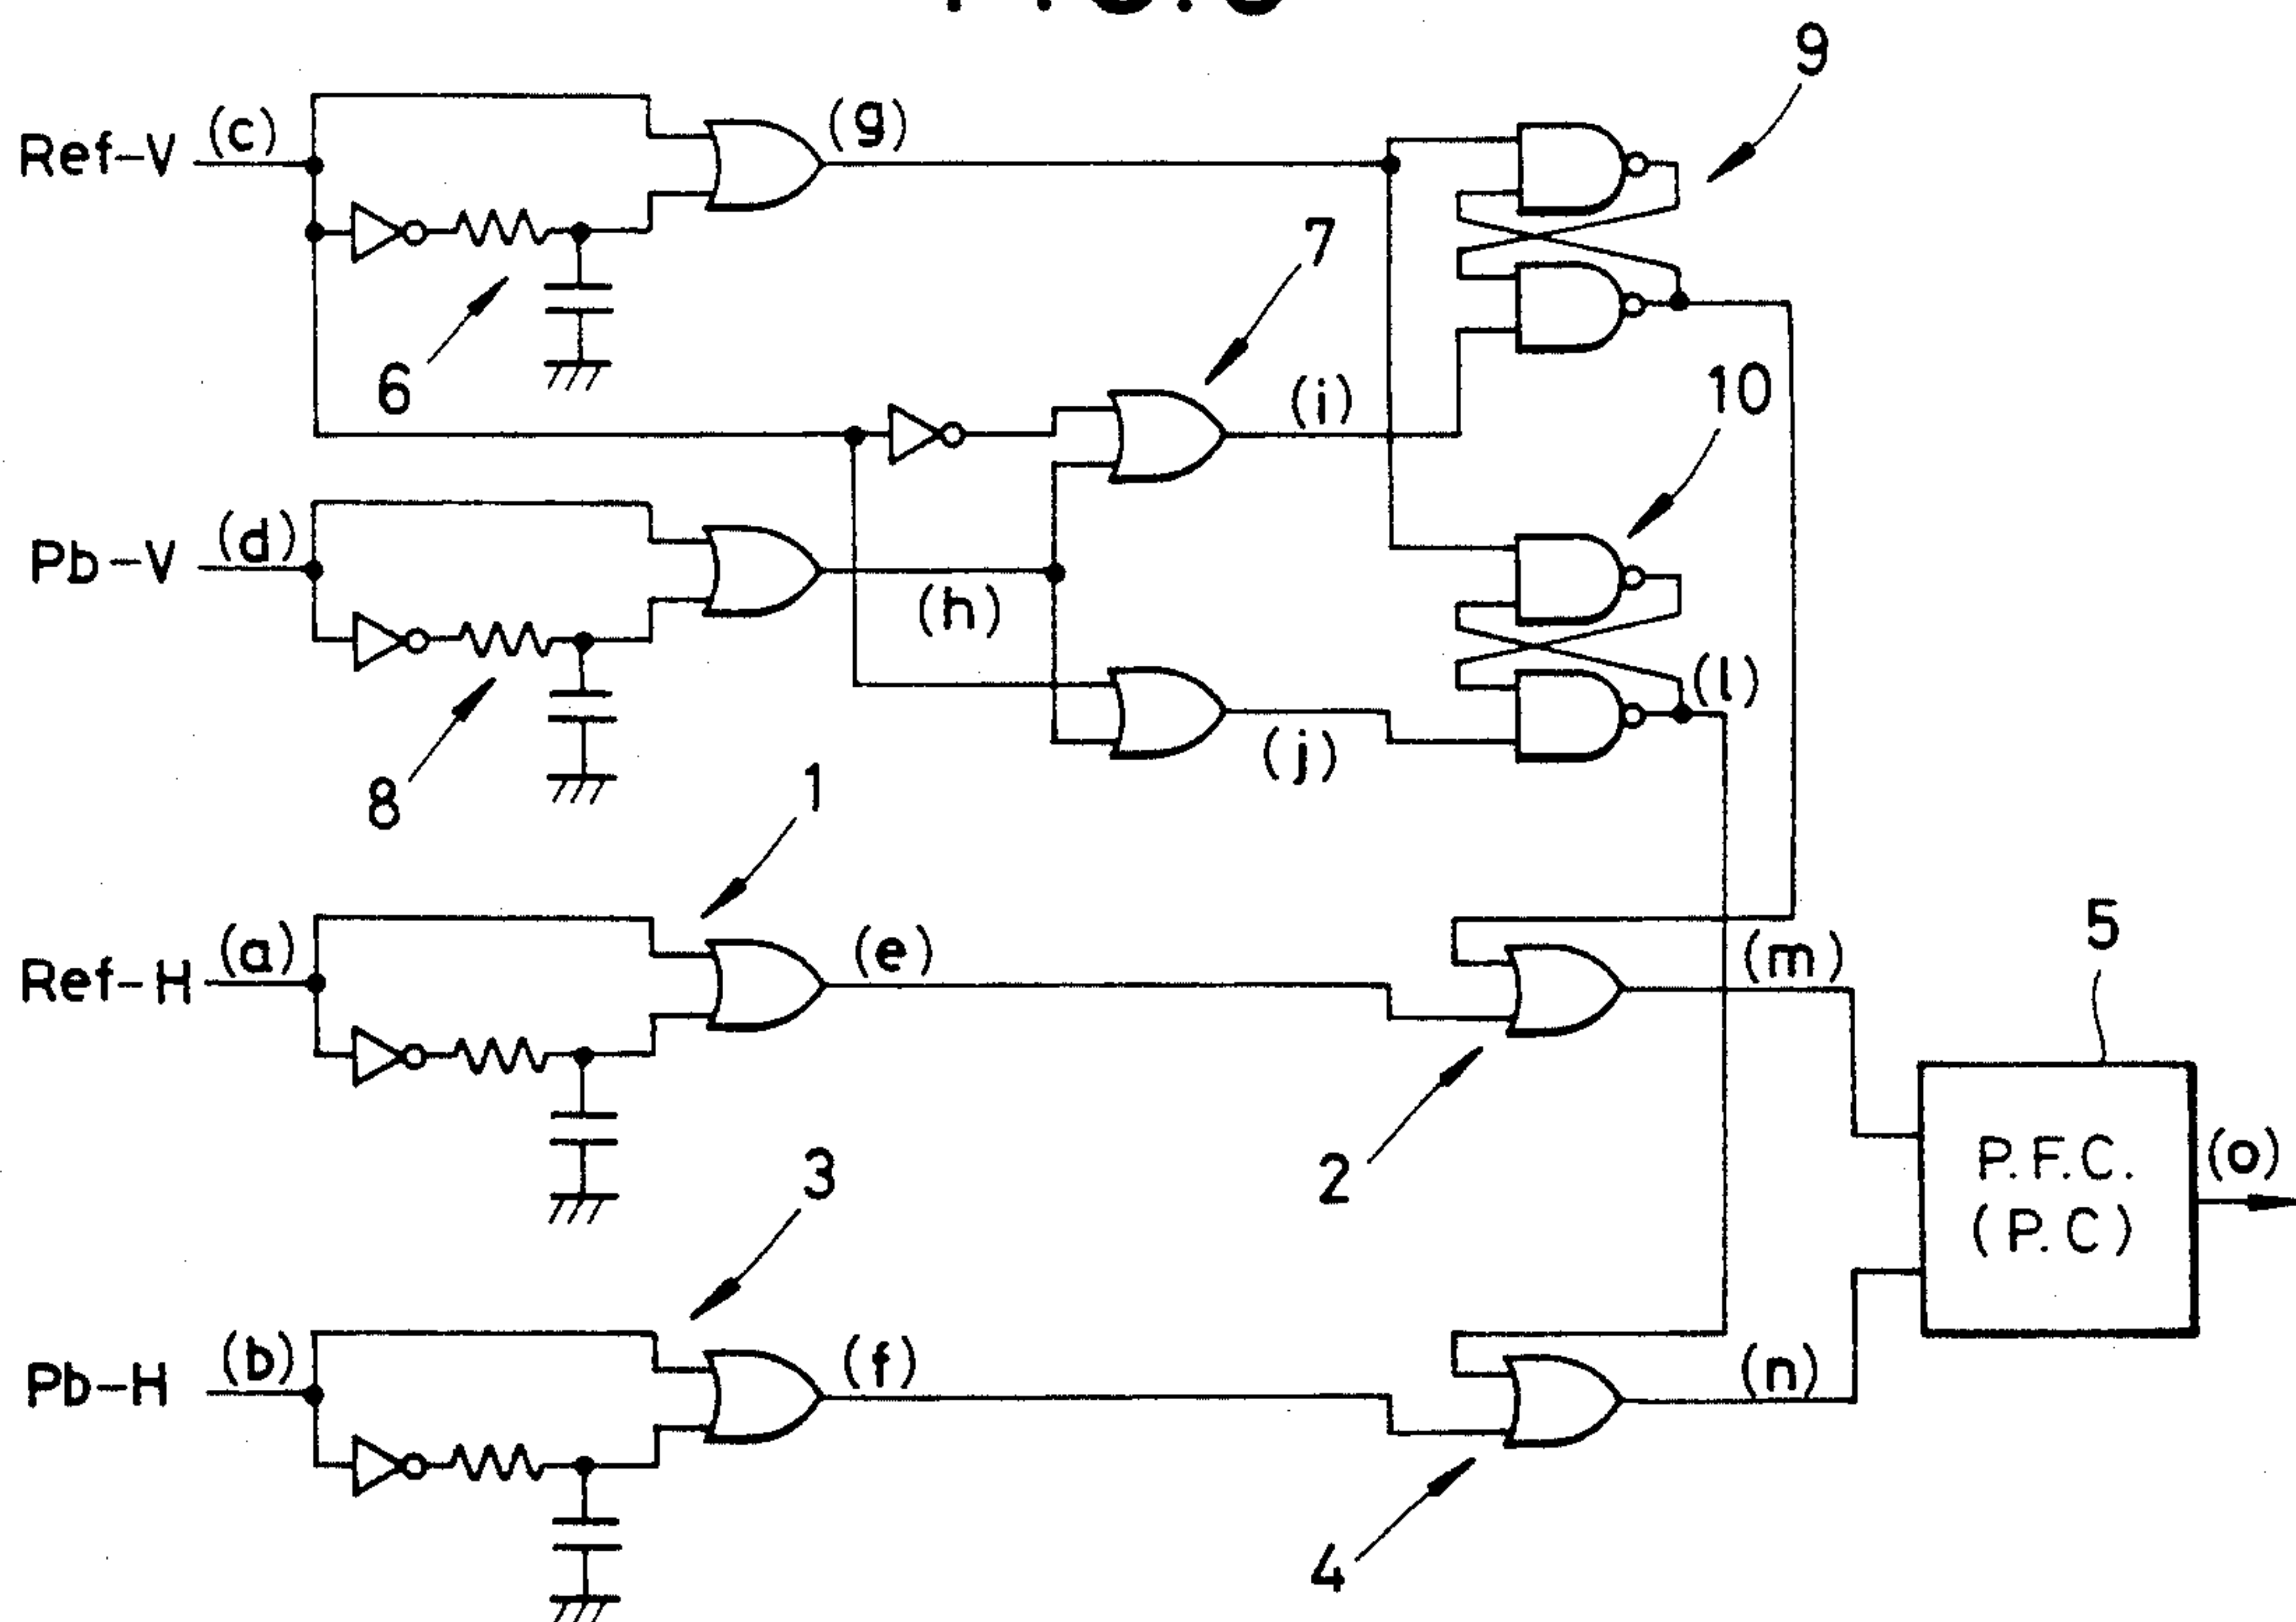 9
Ref-V (c) (g)
7
6
(i) 10
Pb-V (d)
(h)
(l)
(j)
8
1
Ref-H (a) (e) (m) 5
3
2
P.F.C. (o)
(P.C)
Pb-H (b) (f) (n)
4